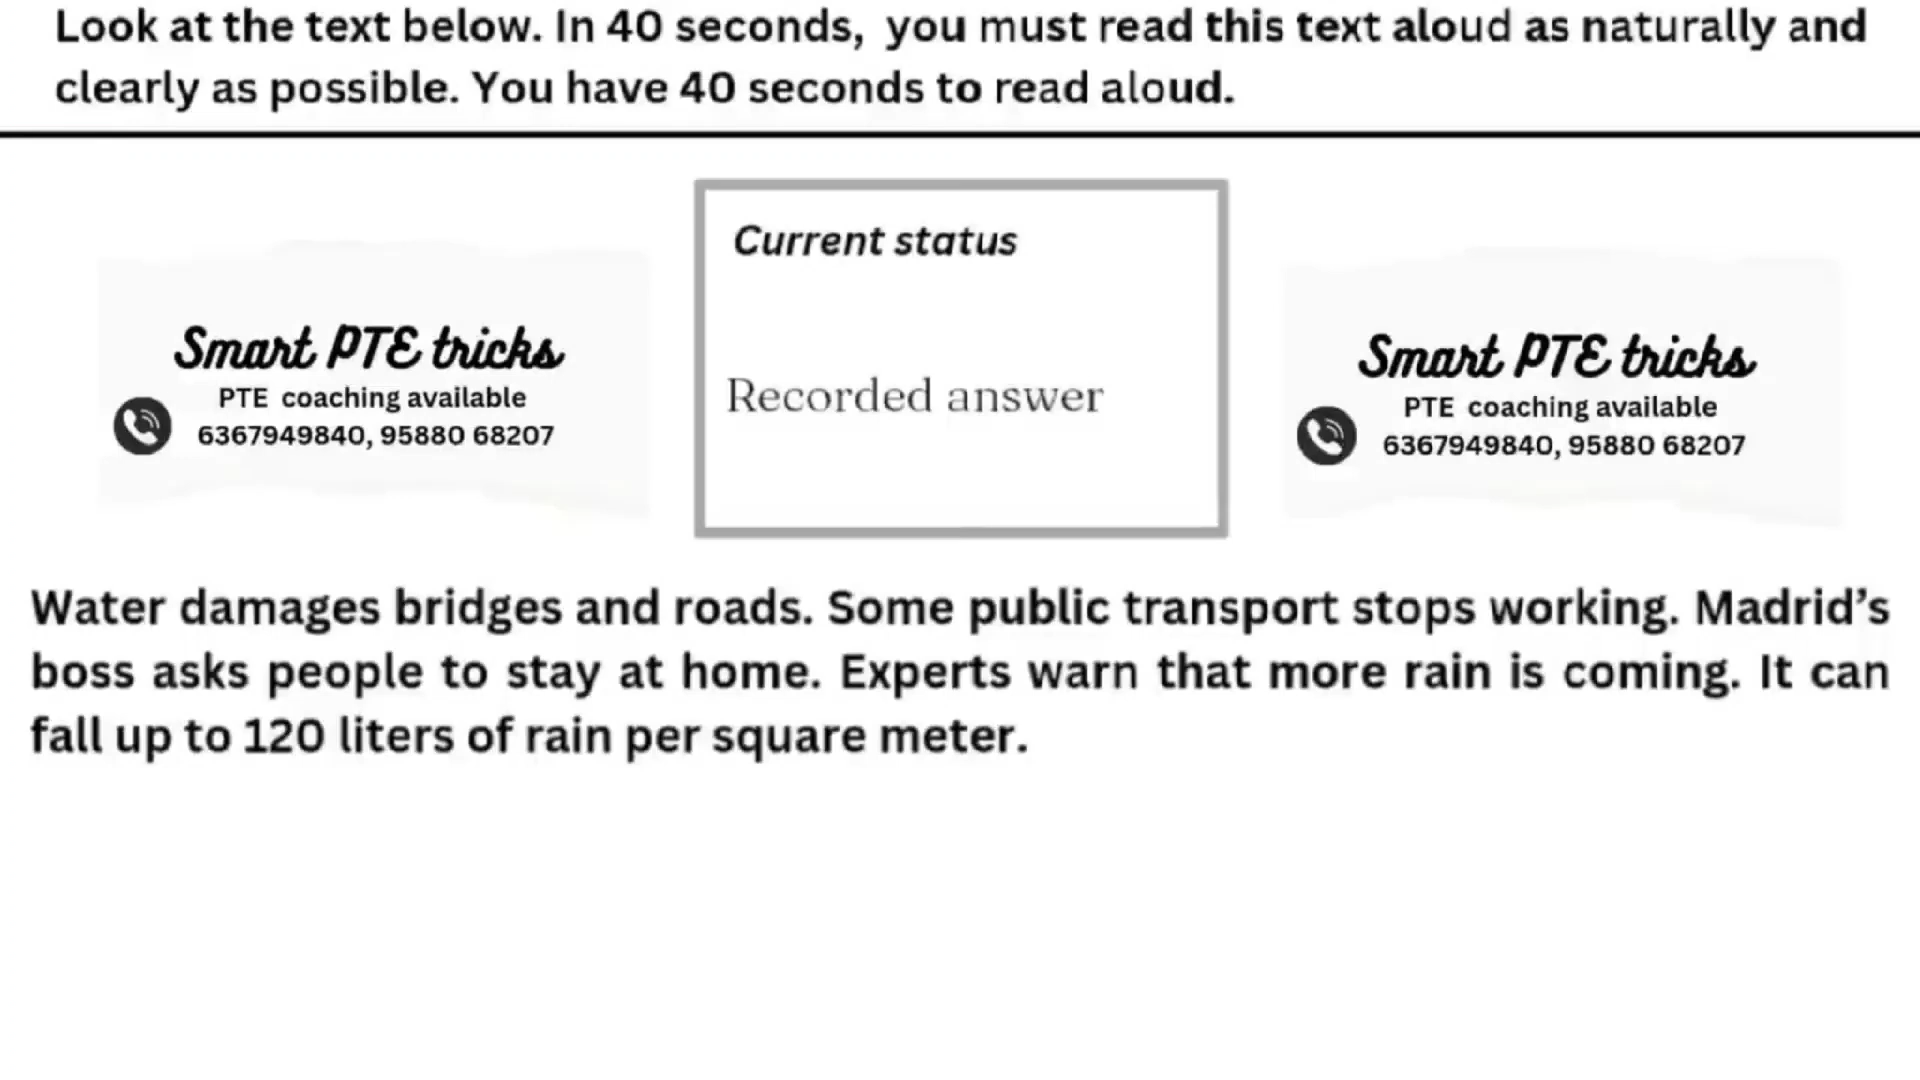 Look at the text below. In 40 seconds, you must read this text aloud as naturally and
clearly as possible. You have 40 seconds to read aloud.
Current status
Recorded answer
Smart PTE tricks
PTE coaching available
6367949840, 95880 68207
Smart PTE tricks
PTE coaching available
6367949840, 95880 68207
Water damages bridges and roads. Some public transport stops working. Madrid’s
boss asks people to stay at home. Experts warn that more rain is coming. It can
fall up to 120 liters of rain per square meter.